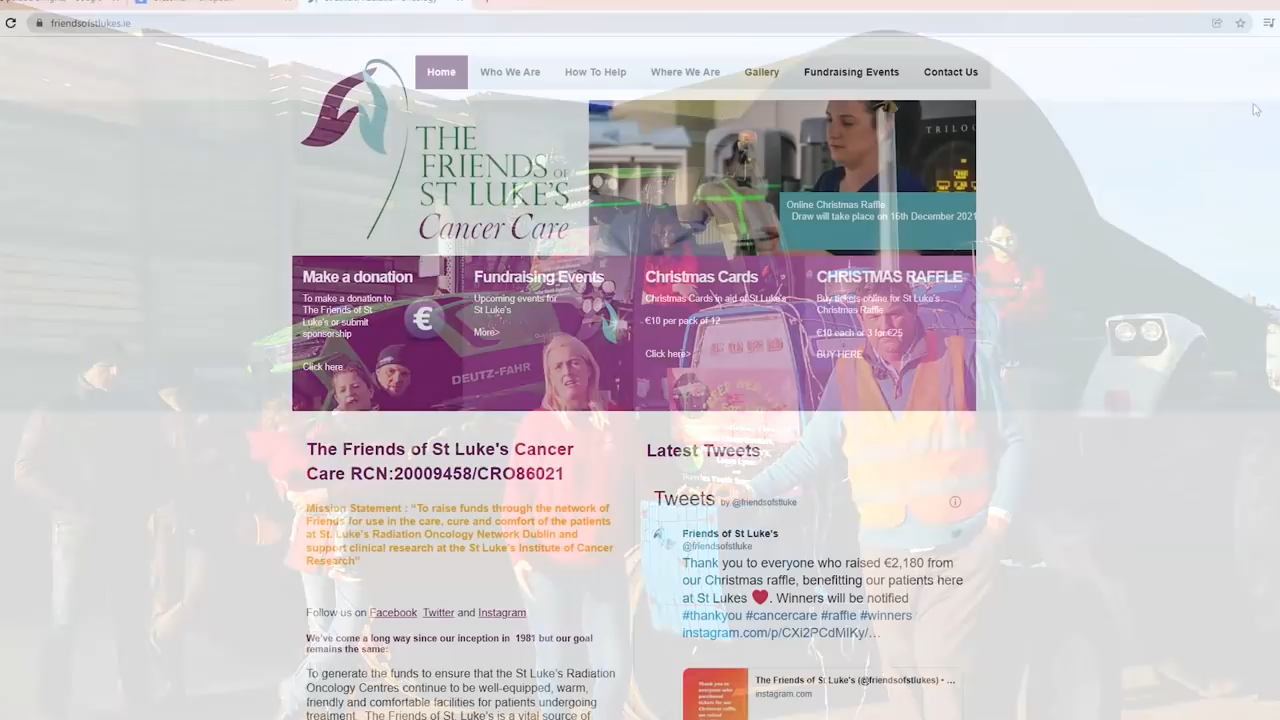 friendsofstlukes.ie
Home Who We Are How To Help Where We Are Gallery Fundraising Events Contact Us
THE
FRIENDS OF
ST LUKE'S
Cancer Care
TRILOG
Online Christmas Raffle
Draw will take place on 16th December 2021
Make a donation
To make a donation to
The Friends of St
Luke's or submit
sponsorship
Click here
€
Fundraising Events
Upcoming events for
St Luke's
More>
DEUTZ-FAHR
Christmas Cards
Christmas Cards in aid of St Luke's
€10 per pack of 12
Click here>
CHRISTMAS RAFFLE
Buy tickets online for St Luke's
Christmas Raffle
€10 each or 3 for €25
BUY HERE
The Friends of St Luke's Cancer
Care RCN:20009458/CRO86021
Mission Statement : “To raise funds through the network of
Friends for use in the care, cure and comfort of the patients
at St. Luke's Radiation Oncology Network Dublin and
support clinical research at the St Luke's Institute of Cancer
Research”
Follow us on Facebook Twitter and Instagram
We've come a long way since our inception in 1981 but our goal
remains the same:
To generate the funds to ensure that the St Luke's Radiation
Oncology Centres continue to be well-equipped, warm,
friendly and comfortable facilities for patients undergoing
treatment. The Friends of St. Luke's is a vital source of
Latest Tweets
Tweets by @friendsofstluke
Friends of St Luke's
@friendsofstluke
Thank you to everyone who raised €2,180 from
our Christmas raffle, benefitting our patients here
at St Lukes ❤. Winners will be notified
#thankyou #cancercare #raffle #winners
instagram.com/p/CXi2PCdMIKy/…
The Friends of St Luke's (@friendsofstlukes) • ...
instagram.com
Thank you to
everyone who
purchased